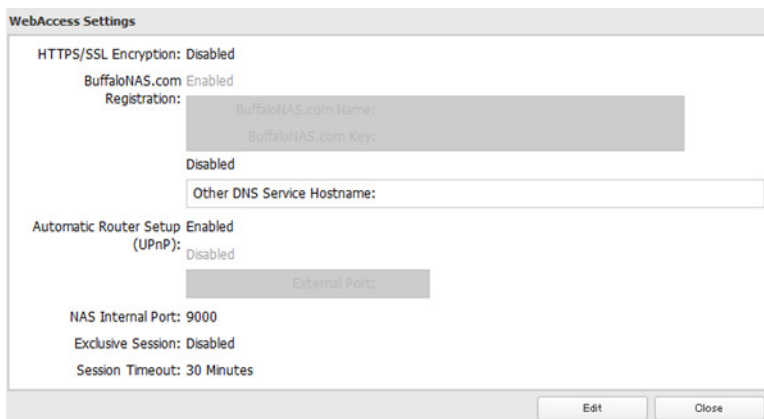 WebAccess Settings
HTTPS/SSL Encryption: Disabled
BuffaloNAS.com Enabled
Registration:
BuffaloNAS.com Name:
BuffaloNAS.com Key:
Disabled
Other DNS Service Hostname:
Automatic Router Setup Enabled
(UPnP):
Disabled
External Port:
NAS Internal Port: 9000
Exclusive Session: Disabled
Session Timeout: 30 Minutes
Edit Close